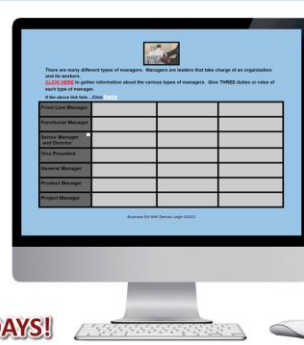 There are many different types of managers. Managers are leaders that take charge of an organization
and its workers.
CLICK HERE to gather information about the various types of managers. Give THREE duties or roles of
each type of manager.
If the above link fails ...Click
Front Line Manager
Functional Manager
Senior Manager
and Director
Vice President
General Manager
Product Manager
Project Manager
Business Ed With Denise Leigh ©2022
AYS!